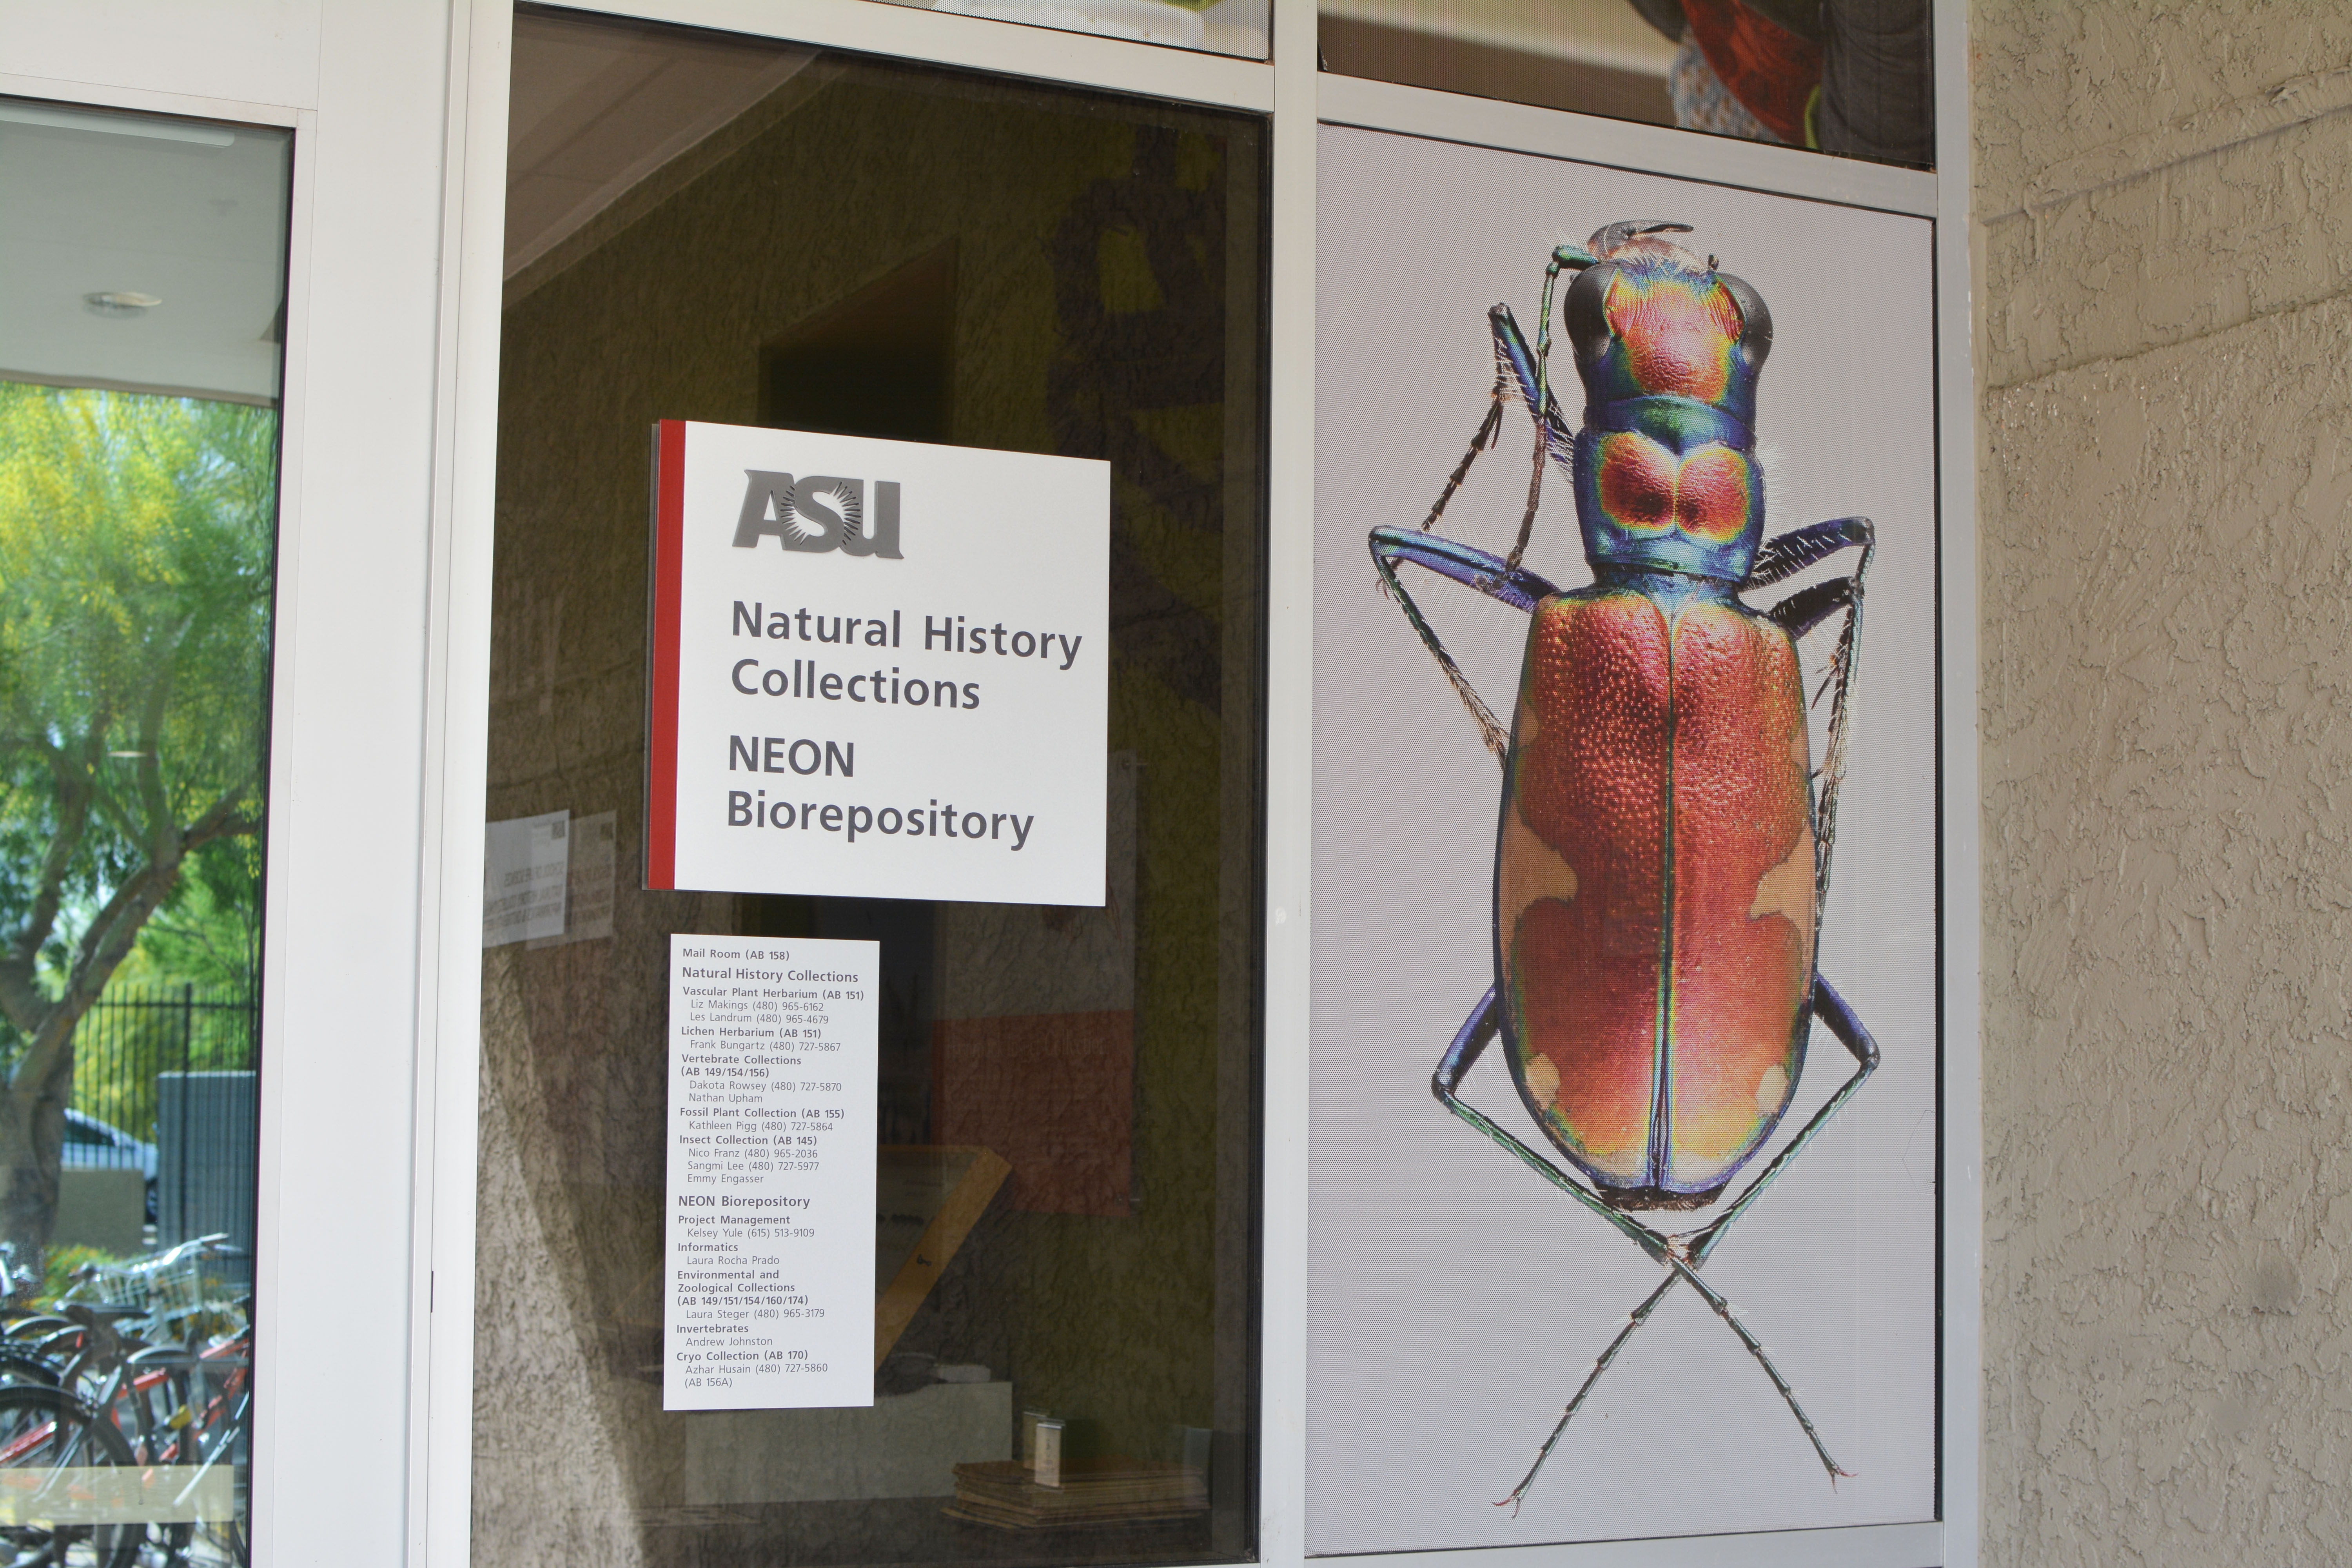 ASU
Natural History
Collections
NEON
Biorepository
Mail Room (AB 158)
Natural History Collections
Vascular Plant Herbarium (AB 151)
Liz Makings (480) 965-6162
Les Landrum (480) 965-4679
Lichen Herbarium (AB 151)
Frank Bungartz (480) 727-5867
Vertebrate Collections
(AB 149/154/156)
Dakota Rowsey (480) 727-5870
Nathan Upham
Fossil Plant Collection (AB 155)
Kathleen Pigg (480) 727-5864
Insect Collection (AB 145)
Nico Franz (480) 965-2036
Sangmi Lee (480) 727-5977
Emmy Engasser
NEON Biorepository
Project Management
Kelsey Yule (615) 513-9109
Informatics
Laura Rocha Prado
Environmental and
Zoological Collections
(AB 149/151/154/160/174)
Laura Steger (480) 965-3179
Invertebrates
Andrew Johnston
Cryo Collection (AB 170)
Azhar Husain (480) 727-5860
(AB 156A)